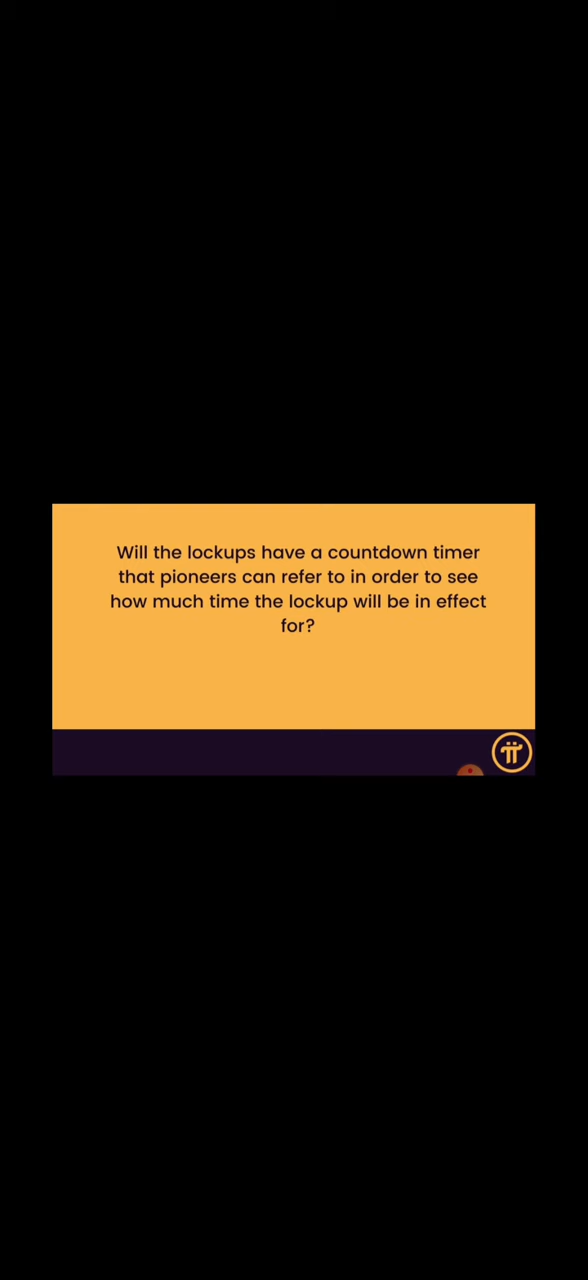 Will the lockups have a countdown timer
that pioneers can refer to in order to see
how much time the lockup will be in effect
for?